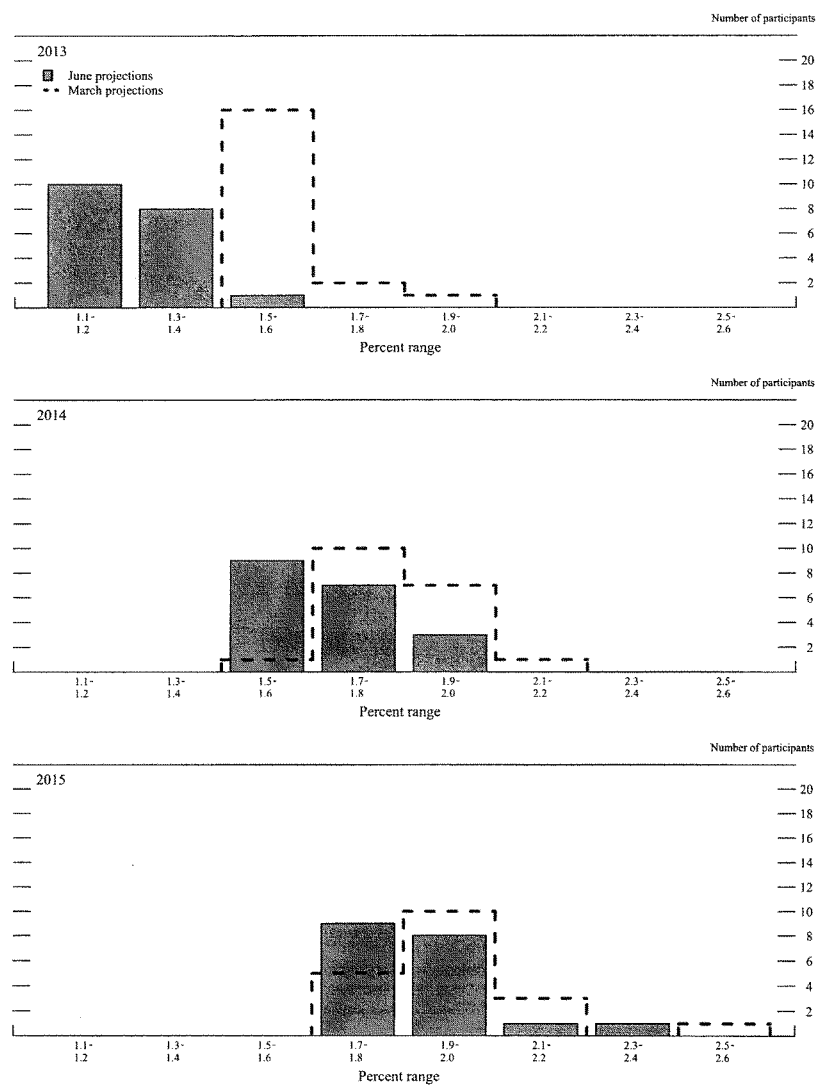 Number of participants
2013
June projections
March projections
20
18
16
14
12
10
8
6
4
2
1.1- 1.3- 1.5- 1.7- 1.9- 2.1- 2.3- 2.5-
1.2 1.4 1.6 1.8 2.0 2.2 2.4 2.6
Percent range
Number of participants
2014
20
18
16
14
12
10
8
6
4
2
1.1- 1.3- 1.5- 1.7- 1.9- 2.1- 2.3- 2.5-
1.2 1.4 1.6 1.8 2.0 2.2 2.4 2.6
Percent range
Number of participants
2015
20
18
16
14
12
10
8
6
4
2
1.1- 1.3- 1.5- 1.7- 1.9- 2.1- 2.3- 2.5-
1.2 1.4 1.6 1.8 2.0 2.2 2.4 2.6
Percent range